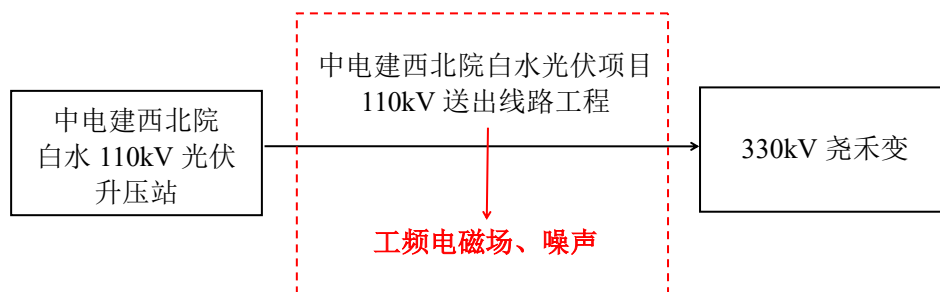 中电建西北院
白水 110kV 光伏
升压站
中电建西北院白水光伏项目
110kV 送出线路工程
工频电磁场、噪声
330kV 尧禾变